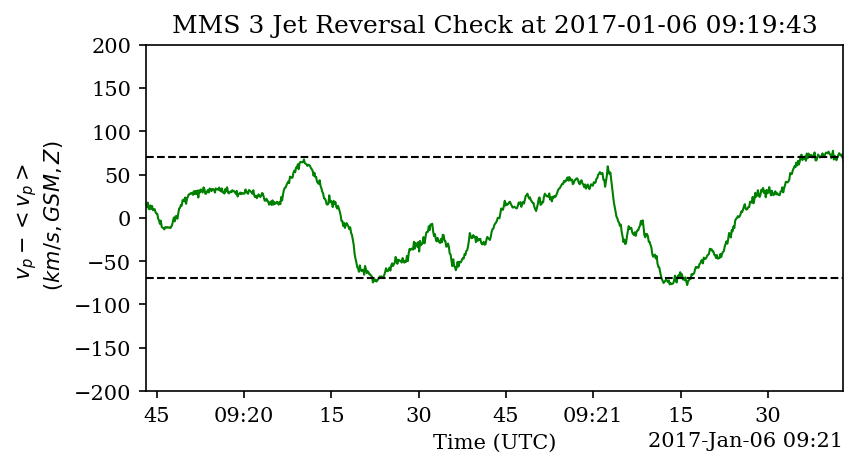 MMS 3 Jet Reversal Check at 2017-01-06 09:19:43
v_p − < v_p >
(km/s, GSM, Z)
200
150
100
50
0
−50
−100
−150
−200
45 09:20 15 30 45 09:21 15 30
Time (UTC)
2017-Jan-06 09:21